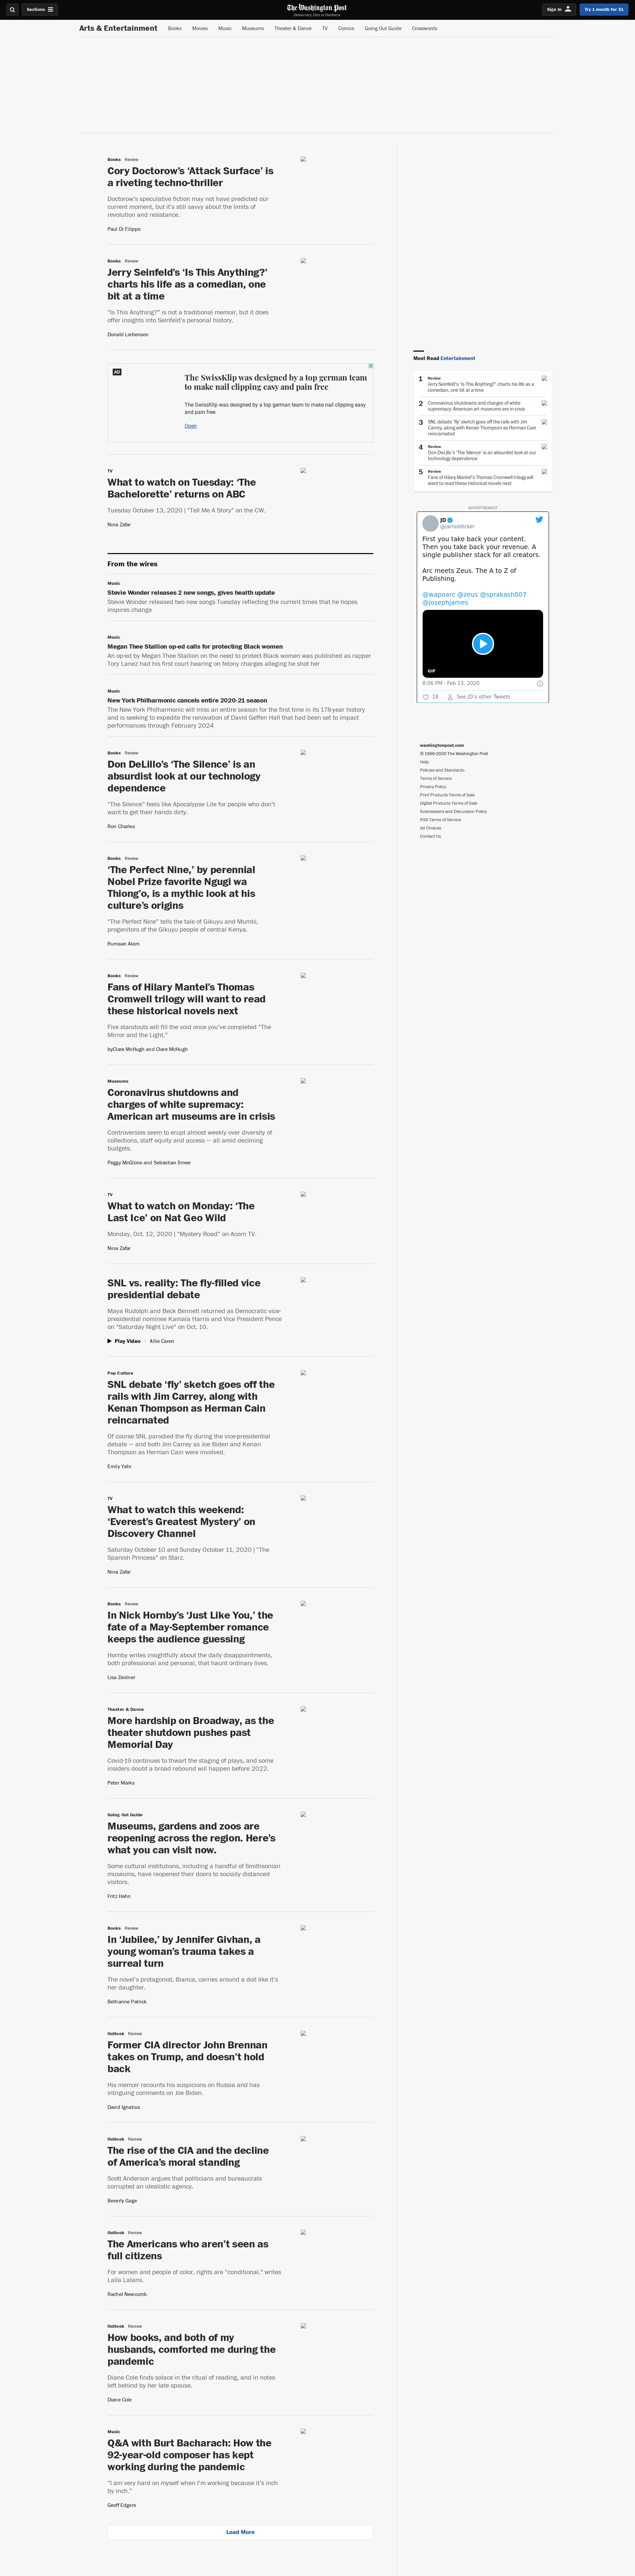 Sections
The Washington Post
Democracy Dies in Darkness
Sign In
Try 1 month for $1
Arts & Entertainment
Books
Movies
Music
Museums
Theater & Dance
TV
Comics
Going Out Guide
Crosswords
Books Review
Cory Doctorow’s ‘Attack Surface’ is
a riveting techno-thriller
Doctorow’s speculative fiction may not have predicted our
current moment, but it’s still savvy about the limits of
revolution and resistance.
Paul Di Filippo
Books Review
Jerry Seinfeld’s ‘Is This Anything?’
charts his life as a comedian, one
bit at a time
“Is This Anything?” is not a traditional memoir, but it does
offer insights into Seinfeld’s personal history.
Donald Liebenson
AD
The SwissKlip was designed by a top german team
to make nail clipping easy and pain free
The SwissKlip was designed by a top german team to make nail clipping easy
and pain free
Open
TV
What to watch on Tuesday: ‘The
Bachelorette’ returns on ABC
Tuesday October 13, 2020 | “Tell Me A Story” on the CW.
Nina Zafar
From the wires
Music
Stevie Wonder releases 2 new songs, gives health update
Stevie Wonder released two new songs Tuesday reflecting the current times that he hopes
inspires change
Music
Megan Thee Stallion op-ed calls for protecting Black women
An op-ed by Megan Thee Stallion on the need to protect Black women was published as rapper
Tory Lanez had his first court hearing on felony charges alleging he shot her
Music
New York Philharmonic cancels entire 2020-21 season
The New York Philharmonic will miss an entire season for the first time in its 178-year history
and is seeking to expedite the renovation of David Geffen Hall that had been set to impact
performances through February 2024
Books Review
Don DeLillo’s ‘The Silence’ is an
absurdist look at our technology
dependence
“The Silence” feels like Apocalypse Life for people who don’t
want to get their hands dirty.
Ron Charles
Books Review
‘The Perfect Nine,’ by perennial
Nobel Prize favorite Ngugi wa
Thiong’o, is a mythic look at his
culture’s origins
“The Perfect Nine” tells the tale of Gikuyu and Mumbi,
progenitors of the Gikuyu people of central Kenya.
Rumaan Alam
Books Review
Fans of Hilary Mantel’s Thomas
Cromwell trilogy will want to read
these historical novels next
Five standouts will fill the void once you’ve completed “The
Mirror and the Light.”
byClare McHugh and Clare McHugh
Museums
Coronavirus shutdowns and
charges of white supremacy:
American art museums are in crisis
Controversies seem to erupt almost weekly over diversity of
collections, staff equity and access — all amid declining
budgets.
Peggy McGlone and Sebastian Smee
TV
What to watch on Monday: ‘The
Last Ice’ on Nat Geo Wild
Monday, Oct. 12, 2020 | “Mystery Road” on Acorn TV.
Nina Zafar
SNL vs. reality: The fly-filled vice
presidential debate
Maya Rudolph and Beck Bennett returned as Democratic vice-
presidential nominee Kamala Harris and Vice President Pence
on "Saturday Night Live" on Oct. 10.
Play Video · Allie Caren
Pop Culture
SNL debate ‘fly’ sketch goes off the
rails with Jim Carrey, along with
Kenan Thompson as Herman Cain
reincarnated
Of course SNL parodied the fly during the vice-presidential
debate — and both Jim Carrey as Joe Biden and Kenan
Thompson as Herman Cain were involved.
Emily Yahr
TV
What to watch this weekend:
‘Everest’s Greatest Mystery’ on
Discovery Channel
Saturday October 10 and Sunday October 11, 2020 | “The
Spanish Princess” on Starz.
Nina Zafar
Books Review
In Nick Hornby’s ‘Just Like You,’ the
fate of a May-September romance
keeps the audience guessing
Hornby writes insightfully about the daily disappointments,
both professional and personal, that haunt ordinary lives.
Lisa Zeidner
Theater & Dance
More hardship on Broadway, as the
theater shutdown pushes past
Memorial Day
Covid-19 continues to thwart the staging of plays, and some
insiders doubt a broad rebound will happen before 2022.
Peter Marks
Going Out Guide
Museums, gardens and zoos are
reopening across the region. Here’s
what you can visit now.
Some cultural institutions, including a handful of Smithsonian
museums, have reopened their doors to socially distanced
visitors.
Fritz Hahn
Books Review
In ‘Jubilee,’ by Jennifer Givhan, a
young woman’s trauma takes a
surreal turn
The novel’s protagonist, Bianca, carries around a doll like it’s
her daughter.
Bethanne Patrick
Outlook Review
Former CIA director John Brennan
takes on Trump, and doesn’t hold
back
His memoir recounts his suspicions on Russia and has
intriguing comments on Joe Biden.
David Ignatius
Outlook Review
The rise of the CIA and the decline
of America’s moral standing
Scott Anderson argues that politicians and bureaucrats
corrupted an idealistic agency.
Beverly Gage
Outlook Review
The Americans who aren’t seen as
full citizens
For women and people of color, rights are “conditional,” writes
Laila Lalami.
Rachel Newcomb
Outlook Review
How books, and both of my
husbands, comforted me during the
pandemic
Diane Cole finds solace in the ritual of reading, and in notes
left behind by her late spouse.
Diane Cole
Music
Q&A with Burt Bacharach: How the
92-year-old composer has kept
working during the pandemic
“I am very hard on myself when I’m working because it’s inch
by inch.”
Geoff Edgers
Load More
Most Read Entertainment
1 Review
Jerry Seinfeld’s ‘Is This Anything?’ charts his life as a
comedian, one bit at a time
2 Coronavirus shutdowns and charges of white
supremacy: American art museums are in crisis
3 SNL debate ‘fly’ sketch goes off the rails with Jim
Carrey, along with Kenan Thompson as Herman Cain
reincarnated
4 Review
Don DeLillo’s ‘The Silence’ is an absurdist look at our
technology dependence
5 Review
Fans of Hilary Mantel’s Thomas Cromwell trilogy will
want to read these historical novels next
ADVERTISEMENT
JD
@jarroddicker
First you take back your content.
Then you take back your revenue. A
single publisher stack for all creators.
Arc meets Zeus. The A to Z of
Publishing.
@wapoarc @zeus @sprakash007
@josephjames
GIF
8:06 PM · Feb 13, 2020
18 See JD's other Tweets
washingtonpost.com
© 1996-2020 The Washington Post
Help
Policies and Standards
Terms of Service
Privacy Policy
Print Products Terms of Sale
Digital Products Terms of Sale
Submissions and Discussion Policy
RSS Terms of Service
Ad Choices
Contact Us